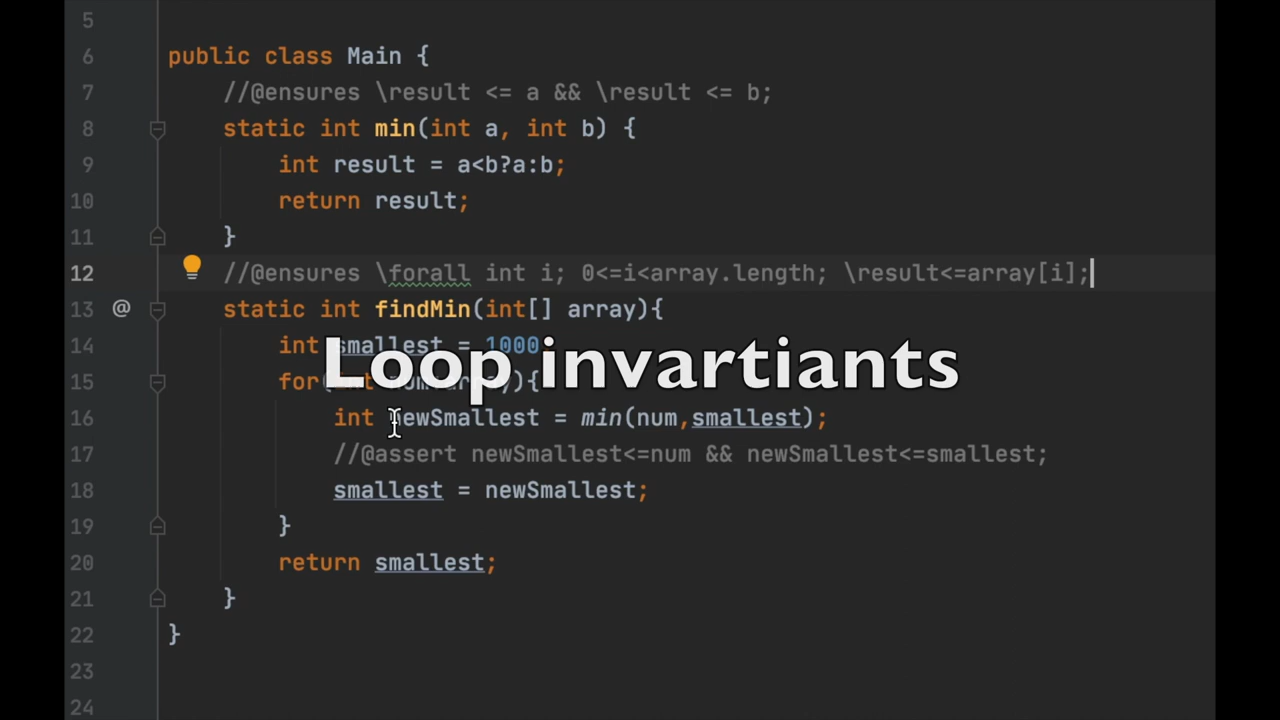 5
6 public class Main {
7 //@ensures \result <= a && \result <= b;
8 static int min(int a, int b) {
9 int result = a<b?a:b;
10 return result;
11 }
12 //@ensures \forall int i; 0<=i<array.length; \result<=array[i];
13 @ static int findMin(int[] array){
14 int smallest = 1000
Loop invartiants
15 for( ){
16 int newSmallest = min(num,smallest);
17 //@assert newSmallest<=num && newSmallest<=smallest;
18 smallest = newSmallest;
19 }
20 return smallest;
21 }
22 }
23
24